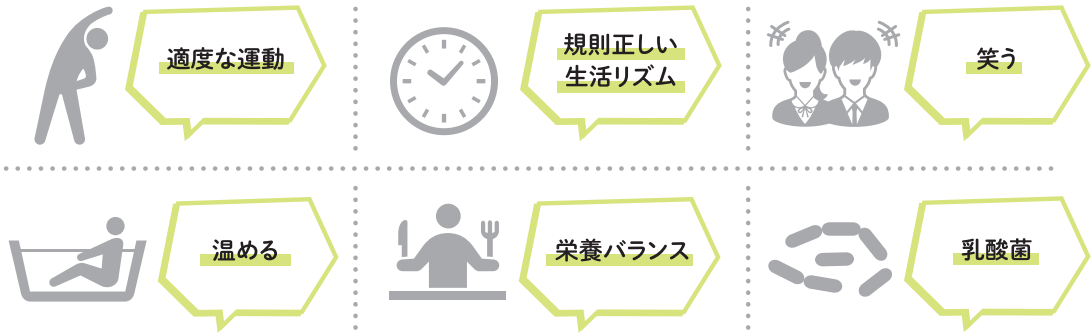 適度な運動
規則正しい
生活リズム
笑う
温める
栄養バランス
乳酸菌